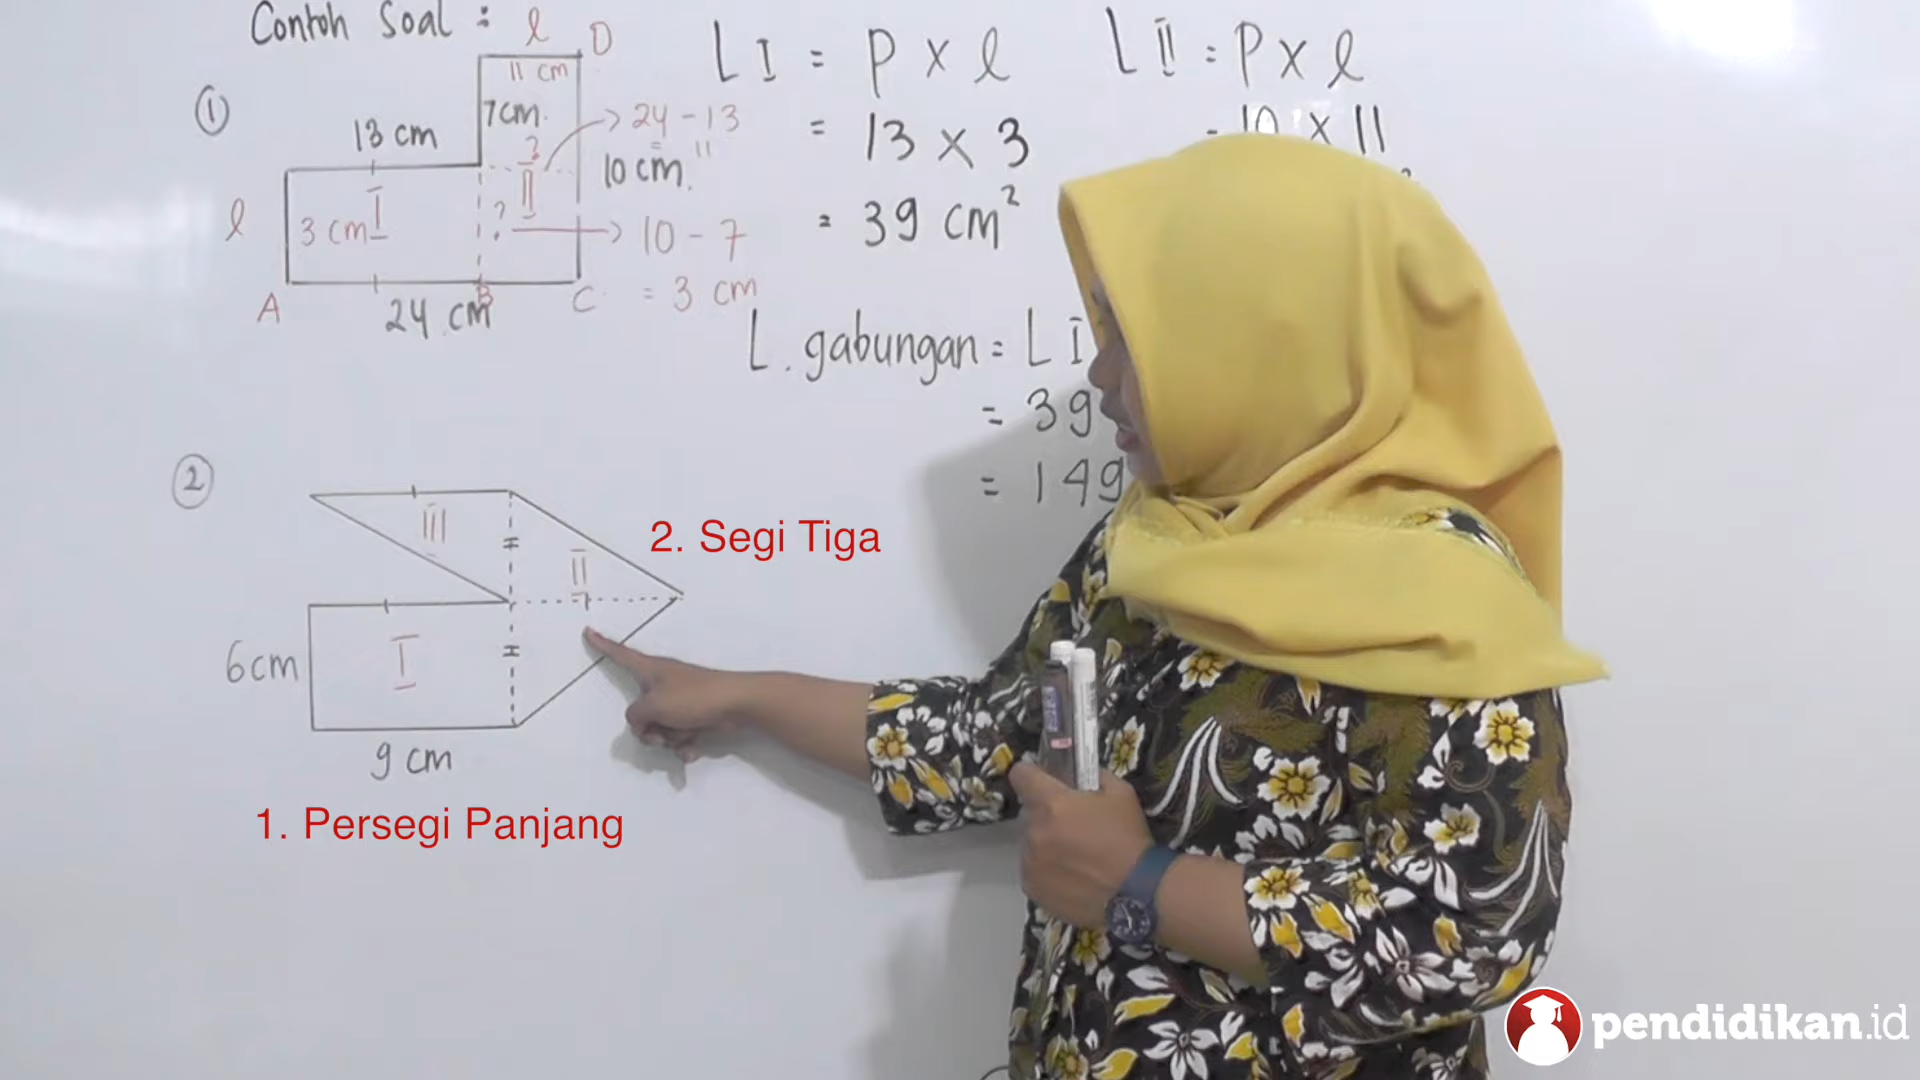 Contoh Soal :
l D
11 cm
①
7cm.
13 cm
?
II
24 - 13
= 11
10 cm.
l
3 cm
I
?
10 - 7
= 3 cm
A
B
C
24 cm
L I = p x l
= 13 x 3
= 39 cm²
L II = p x l
= 10 x 11
L. gabungan = L I
= 39
= 149
②
III
II
2. Segi Tiga
6cm
I
9 cm
1. Persegi Panjang
pendidikan.id